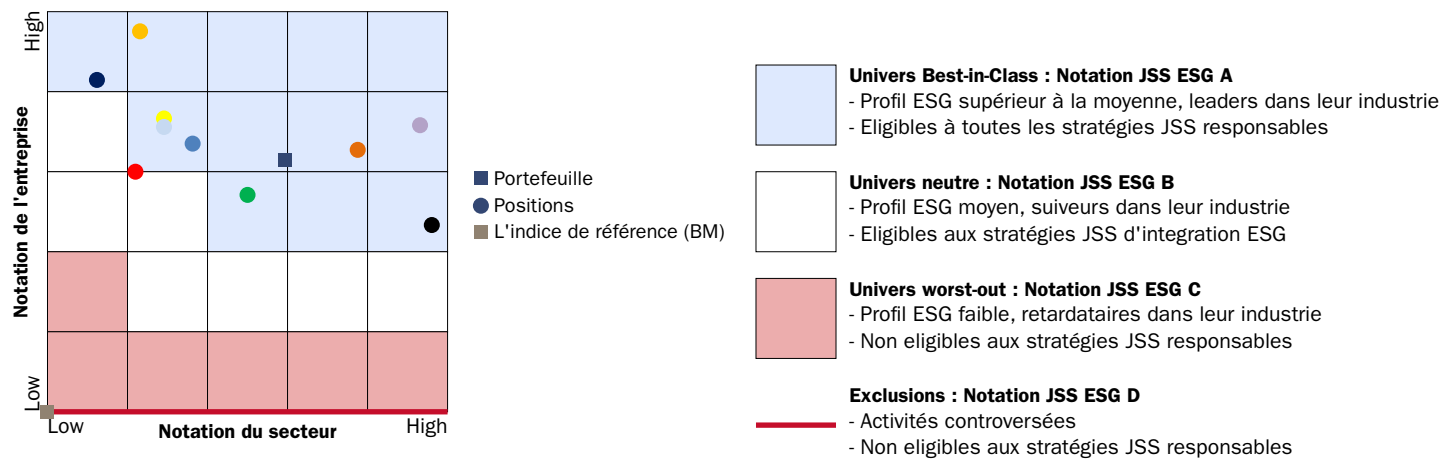 High
Notation de l'entreprise
Low
Low
Notation du secteur
High
Portefeuille
Positions
L'indice de référence (BM)
Univers Best-in-Class : Notation JSS ESG A
- Profil ESG supérieur à la moyenne, leaders dans leur industrie
- Eligibles à toutes les stratégies JSS responsables
Univers neutre : Notation JSS ESG B
- Profil ESG moyen, suiveurs dans leur industrie
- Eligibles aux stratégies JSS d'integration ESG
Univers worst-out : Notation JSS ESG C
- Profil ESG faible, retardataires dans leur industrie
- Non eligibles aux stratégies JSS responsables
Exclusions : Notation JSS ESG D
- Activités controversées
- Non eligibles aux stratégies JSS responsables